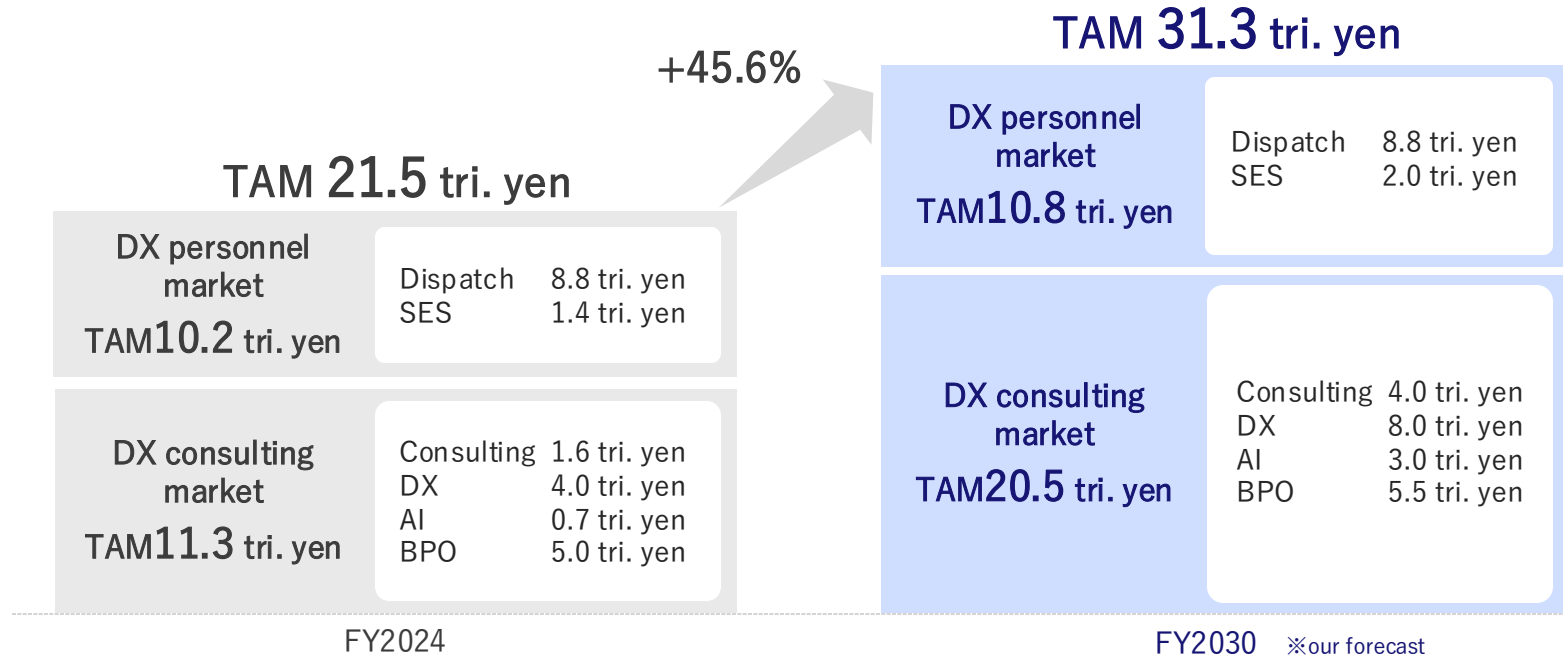 TAM 21.5 tri. yen
DX personnel
market
TAM10.2 tri. yen
Dispatch 8.8 tri. yen
SES 1.4 tri. yen
DX consulting
market
TAM11.3 tri. yen
Consulting 1.6 tri. yen
DX 4.0 tri. yen
AI 0.7 tri. yen
BPO 5.0 tri. yen
FY2024
+45.6%
TAM 31.3 tri. yen
DX personnel
market
TAM10.8 tri. yen
Dispatch 8.8 tri. yen
SES 2.0 tri. yen
DX consulting
market
TAM20.5 tri. yen
Consulting 4.0 tri. yen
DX 8.0 tri. yen
AI 3.0 tri. yen
BPO 5.5 tri. yen
FY2030 ※our forecast